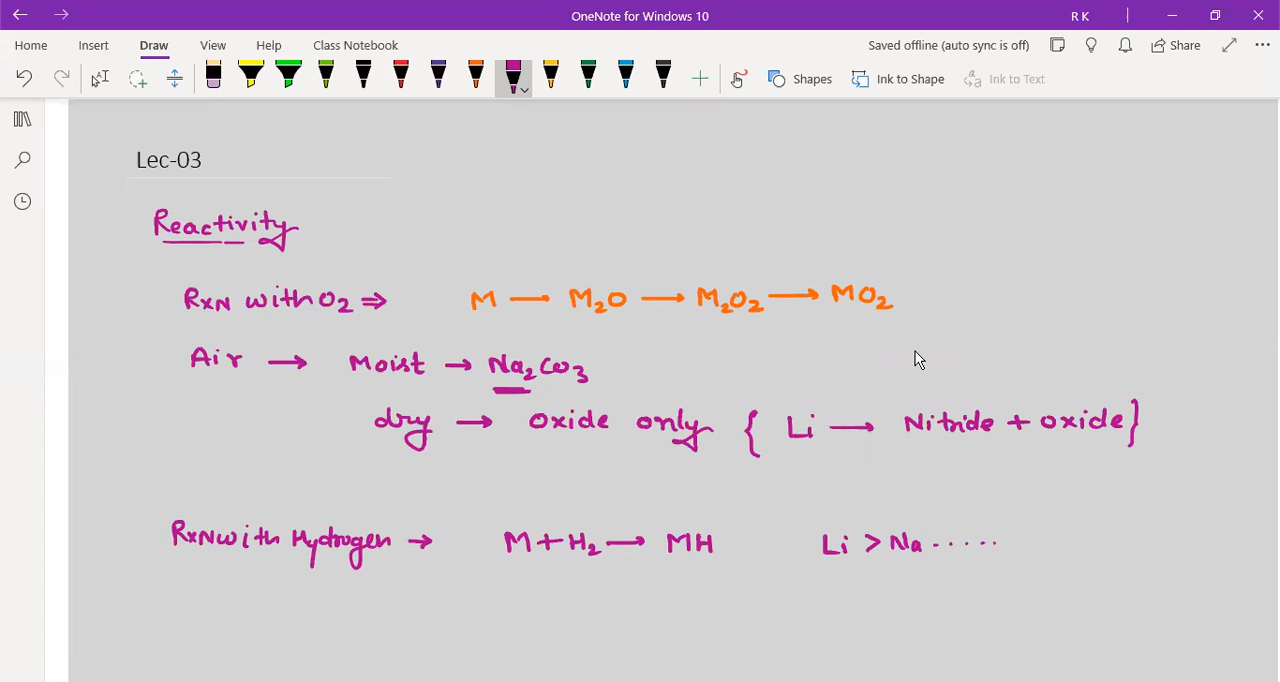 OneNote for Windows 10
R K
Home Insert Draw View Help Class Notebook
Saved offline (auto sync is off) Share
Shapes Ink to Shape Ink to Text
Lec-03
Reactivity
RxN with O2 ⇒ M → M2O → M2O2 → MO2
Air → Moist → Na2CO3
dry → Oxide only { Li → Nitride + oxide }
RxN with Hydrogen → M + H2 → MH Li > Na .....